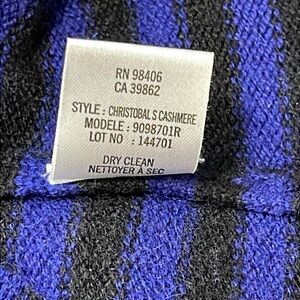 RN 98406
CA 39862
STYLE : CHRISTOBAL S CASHMERE
MODELE : 9098701R
LOT NO : 144701
DRY CLEAN
NETTOYER À SEC